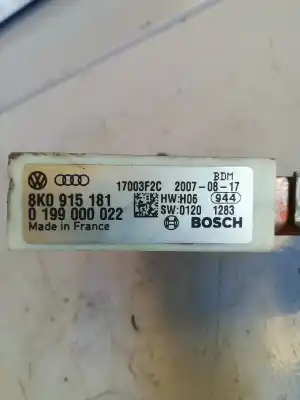 BDM
17003F2C 2007-08-17
8K0 915 181 HW:H06 944
0 199 000 022 SW:0120 1283
Made in France BOSCH